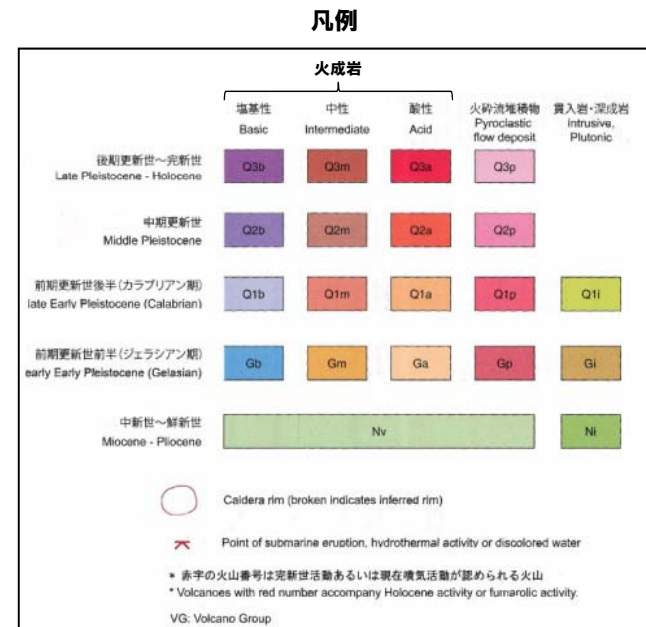 凡例
火成岩
塩基性 中性 酸性 火砕流堆積物 貫入岩・深成岩
Basic Intermediate Acid Pyroclastic flow deposit Intrusive, Plutonic
後期更新世～完新世
Late Pleistocene - Holocene
Q3b Q3m Q3a Q3p
中期更新世
Middle Pleistocene
Q2b Q2m Q2a Q2p
前期更新世後半(カラブリアン期)
late Early Pleistocene (Calabrian)
Q1b Q1m Q1a Q1p Q1i
前期更新世前半(ジェラシアン期)
early Early Pleistocene (Gelasian)
Gb Gm Ga Gp Gi
中新世～鮮新世
Miocene - Pliocene
Nv Ni
Caldera rim (broken indicates inferred rim)
Point of submarine eruption, hydrothermal activity or discolored water
* 赤字の火山番号は完新世活動あるいは現在噴気活動が認められる火山
* Volcanoes with red number accompany Holocene activity or fumarolic activity.
VG: Volcano Group